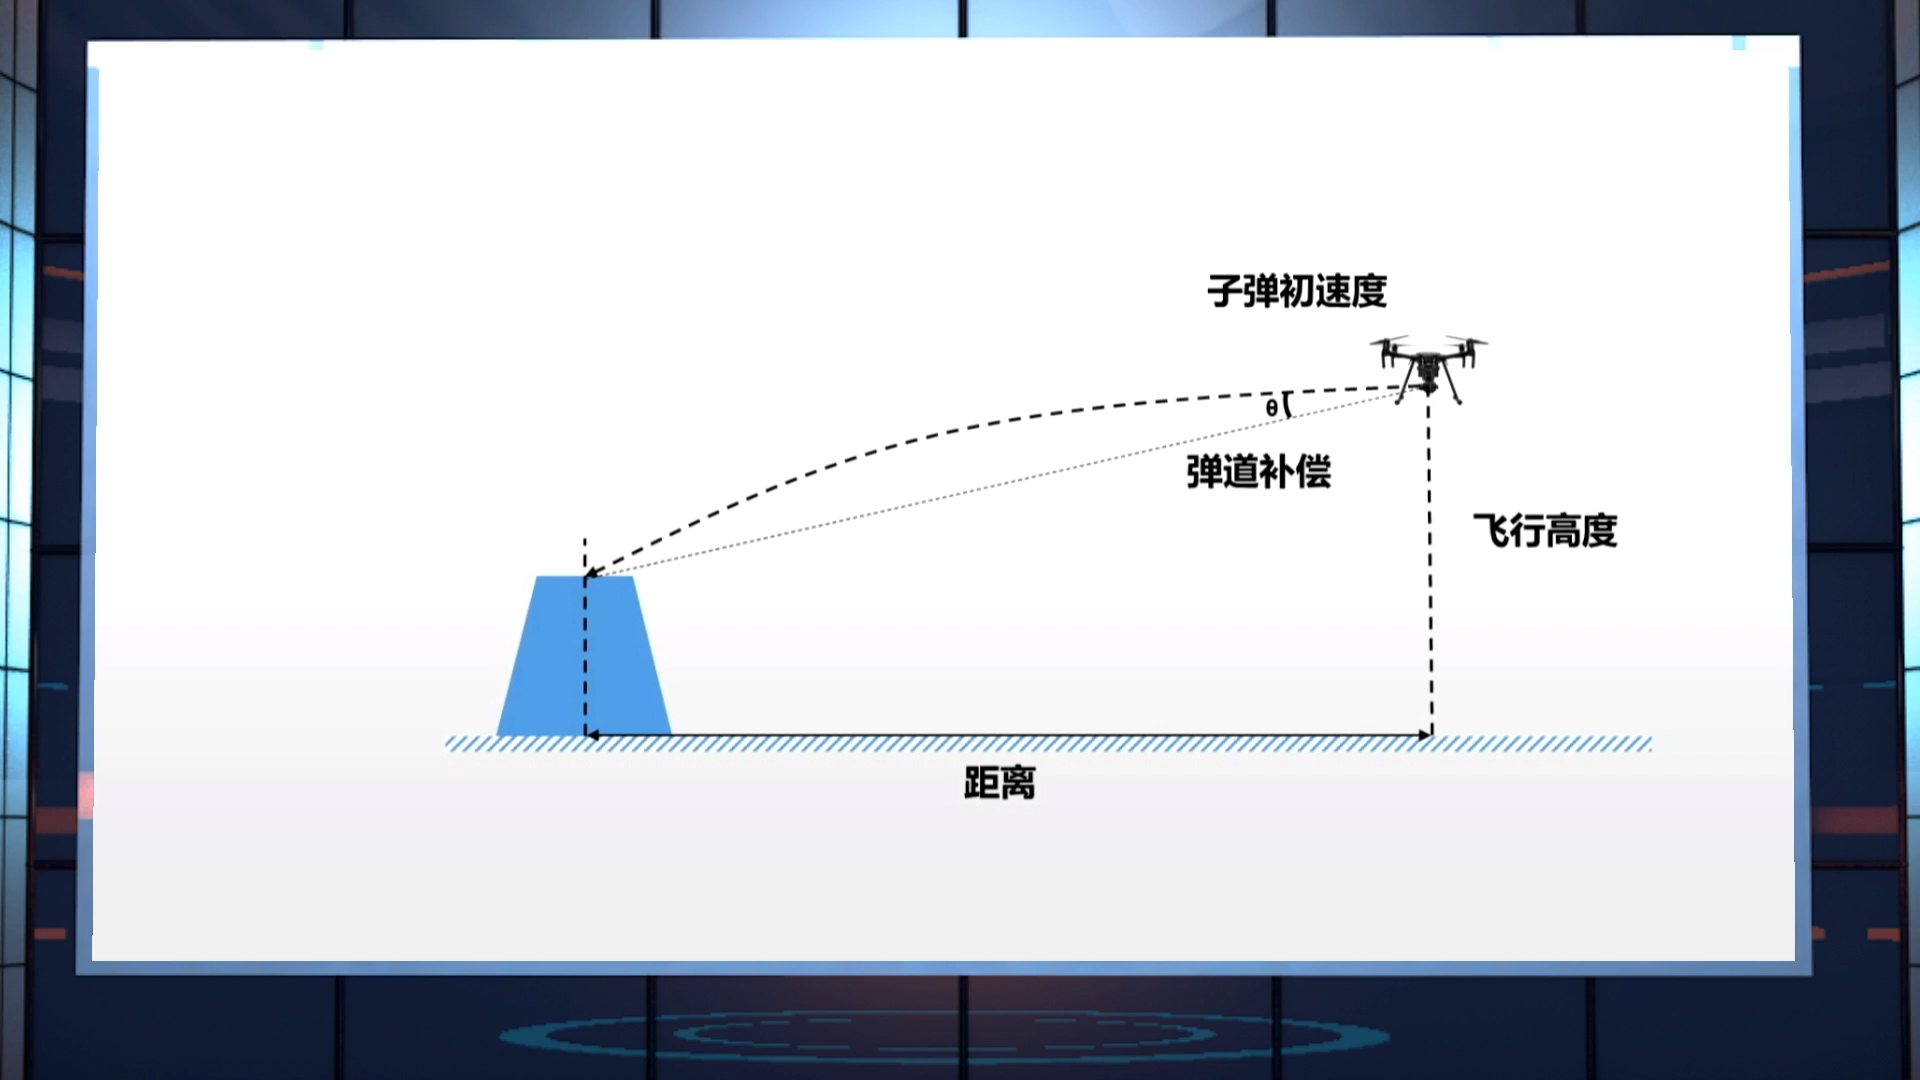 子弹初速度
θ
弹道补偿
飞行高度
距离